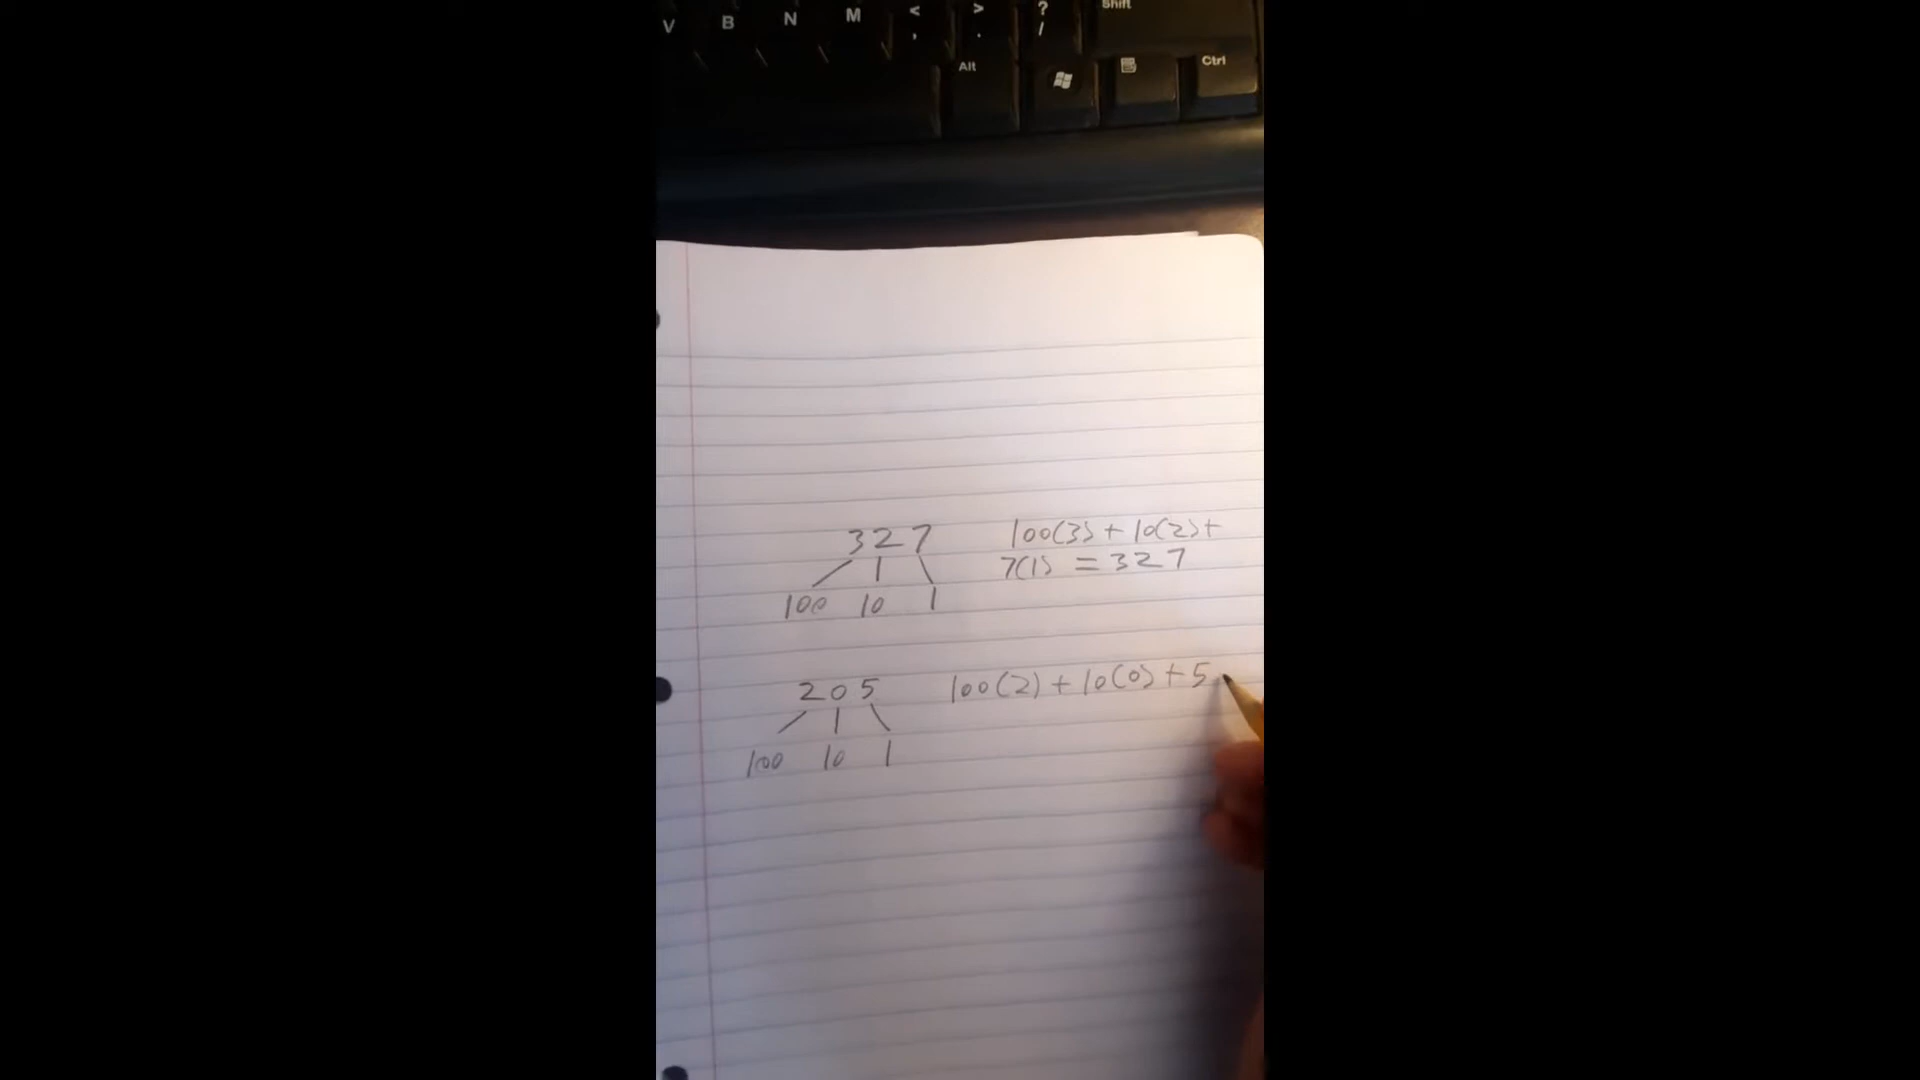 V B N M < , > . ? / Shift
Alt Ctrl
327 100(3) + 10(2) +
7(1) = 327
100 10 1
205 100(2) + 10(0) + 5
100 10 1